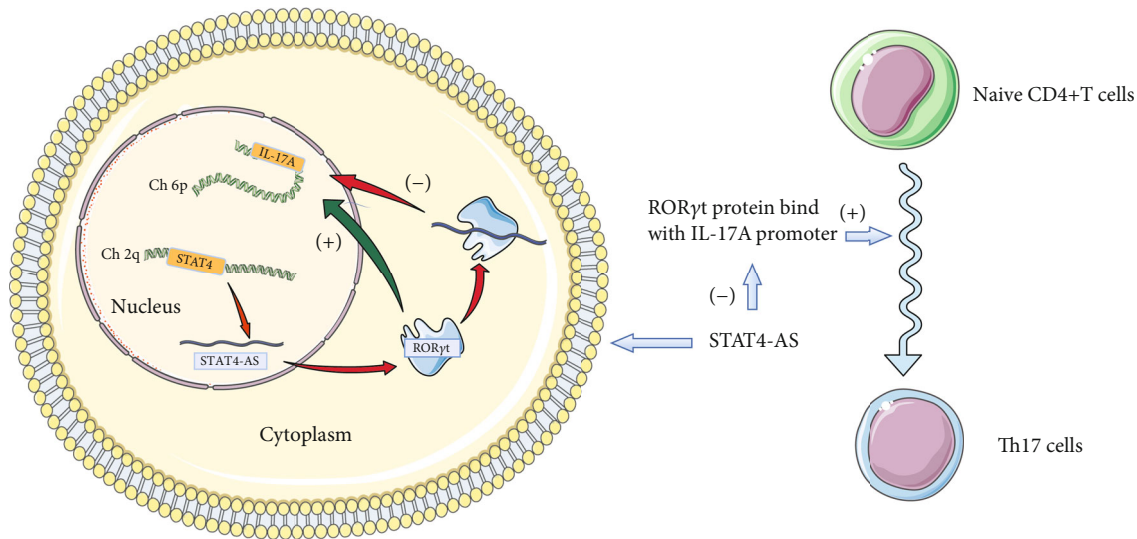 IL-17A
Ch 6p
(−)
(+)
Ch 2q
STAT4
Nucleus
STAT4-AS
RORγt
Cytoplasm
Naive CD4+T cells
RORγt protein bind
with IL-17A promoter
(+)
(−)
STAT4-AS
Th17 cells